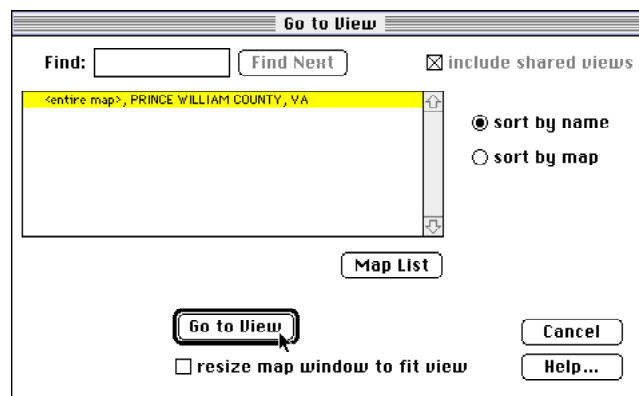 Go to View
Find: Find Next include shared views
<entire map>, PRINCE WILLIAM COUNTY, VA
sort by name
sort by map
Map List
Go to View Cancel
resize map window to fit view Help...